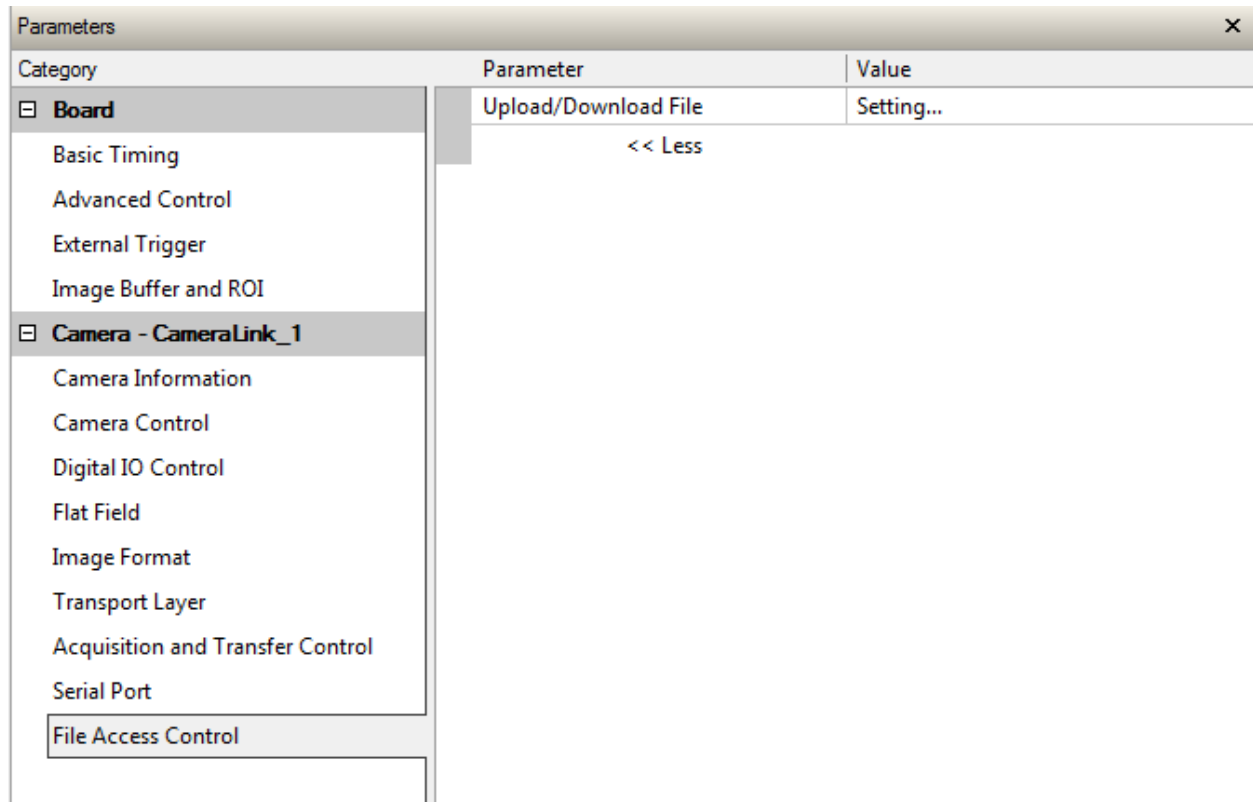 Parameters
Category Parameter Value
Board Upload/Download File Setting...
Basic Timing << Less
Advanced Control
External Trigger
Image Buffer and ROI
Camera - CameraLink_1
Camera Information
Camera Control
Digital IO Control
Flat Field
Image Format
Transport Layer
Acquisition and Transfer Control
Serial Port
File Access Control